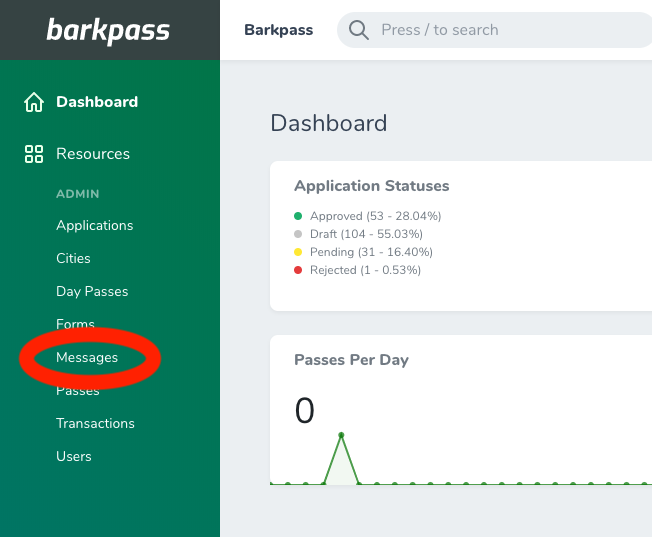 barkpass
Barkpass
Press / to search
Dashboard
Resources
ADMIN
Applications
Cities
Day Passes
Forms
Messages
Passes
Transactions
Users
Dashboard
Application Statuses
Approved (53 - 28.04%)
Draft (104 - 55.03%)
Pending (31 - 16.40%)
Rejected (1 - 0.53%)
Passes Per Day
0